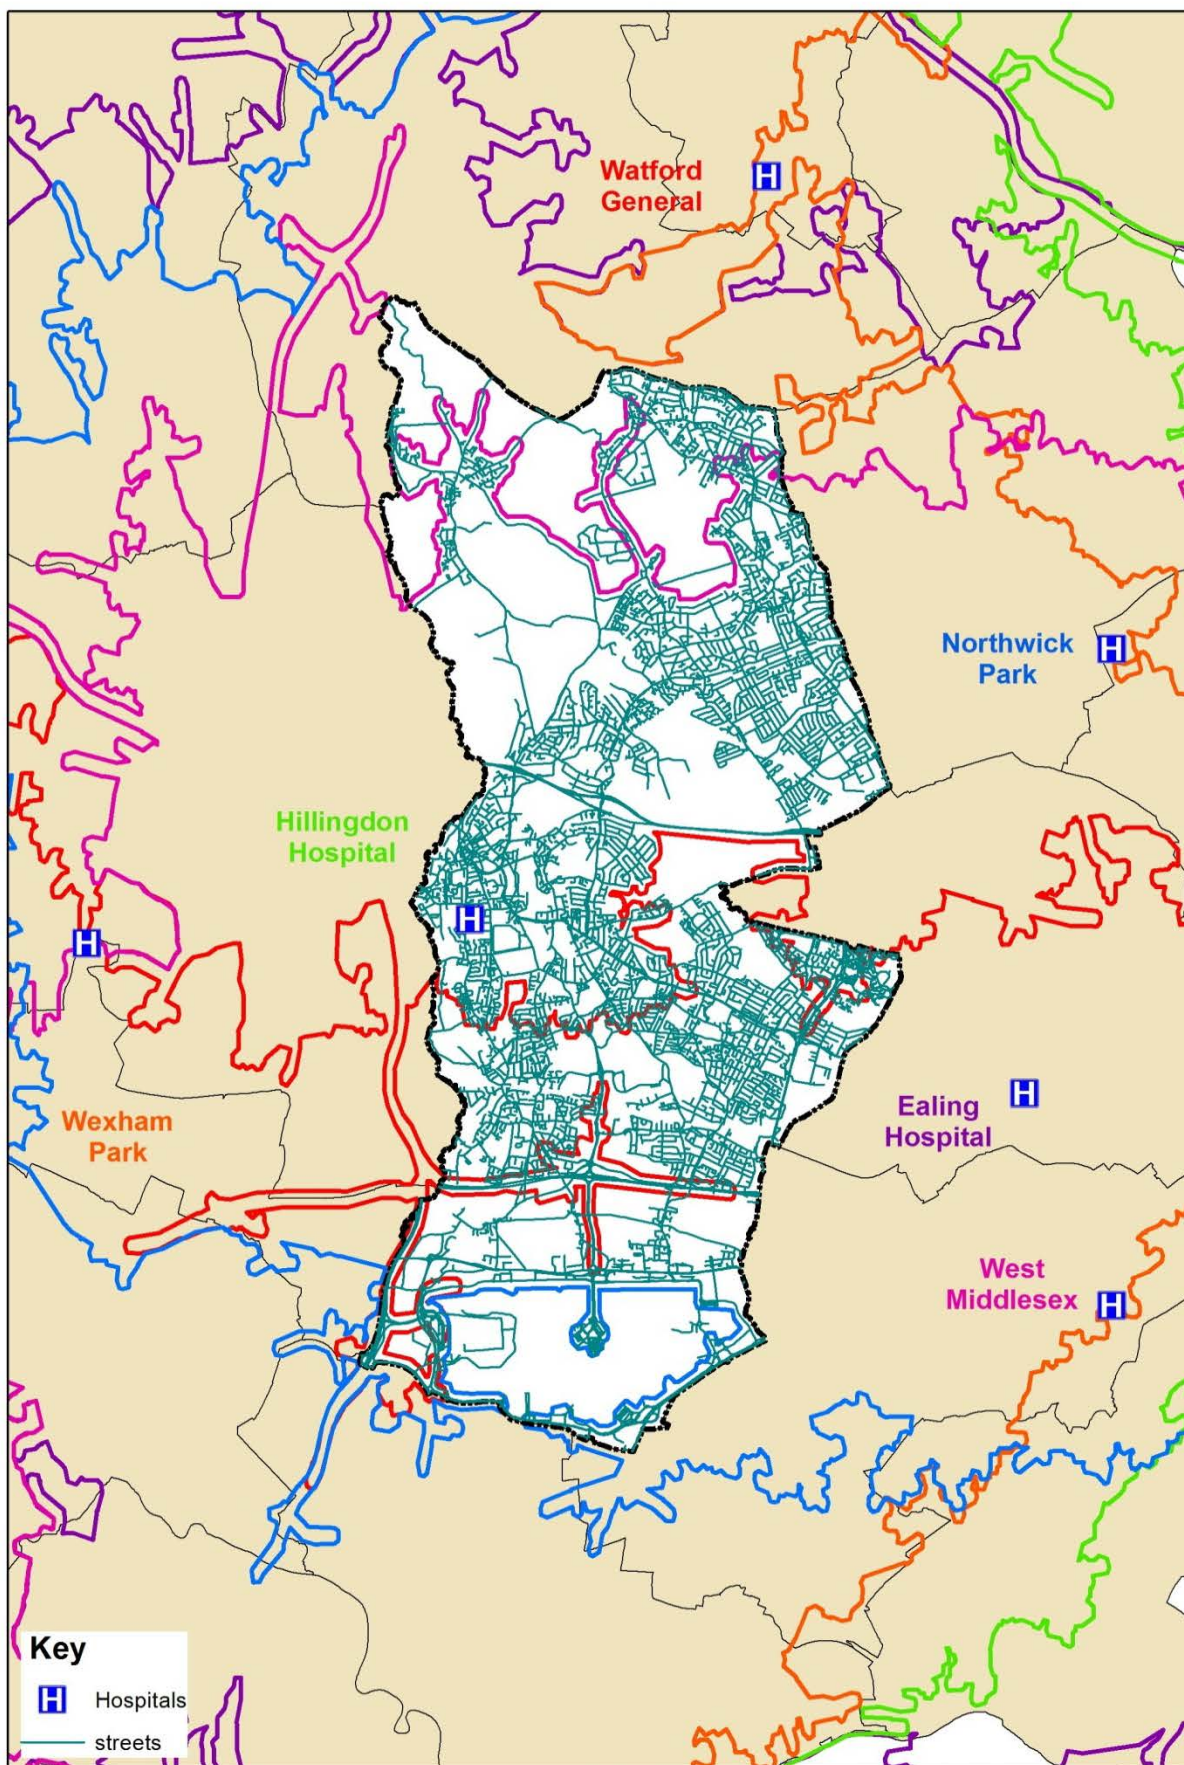 Watford
General
H
Northwick
Park
H
Hillingdon
Hospital
H
H
Wexham
Park
Ealing
Hospital
H
West
Middlesex
H
Key
H Hospitals
streets